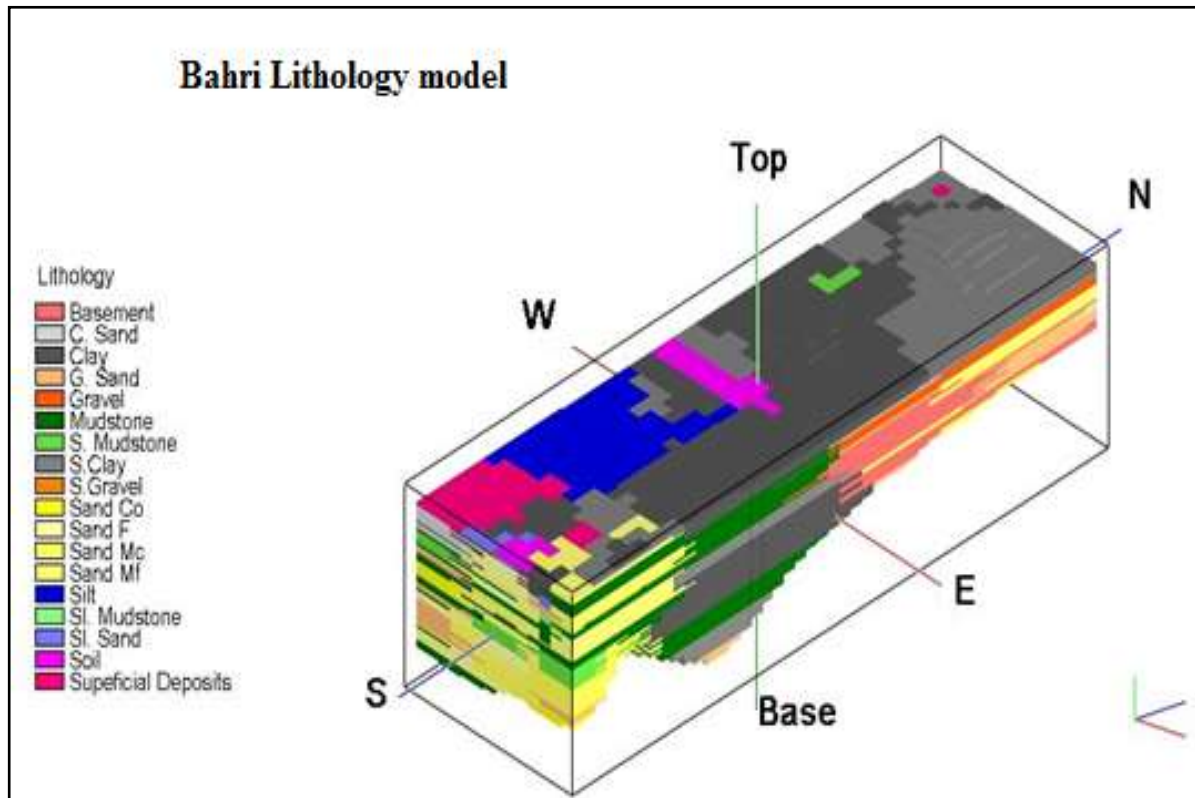 Bahri Lithology model
Top
N
Lithology
Basement
C. Sand
Clay
G. Sand
Gravel
Mudstone
S. Mudstone
S.Clay
S.Gravel
Sand Co
Sand F
Sand Mc
Sand Mf
Silt
Sl. Mudstone
Sl. Sand
Soil
Supeficial Deposits
W
E
S
Base